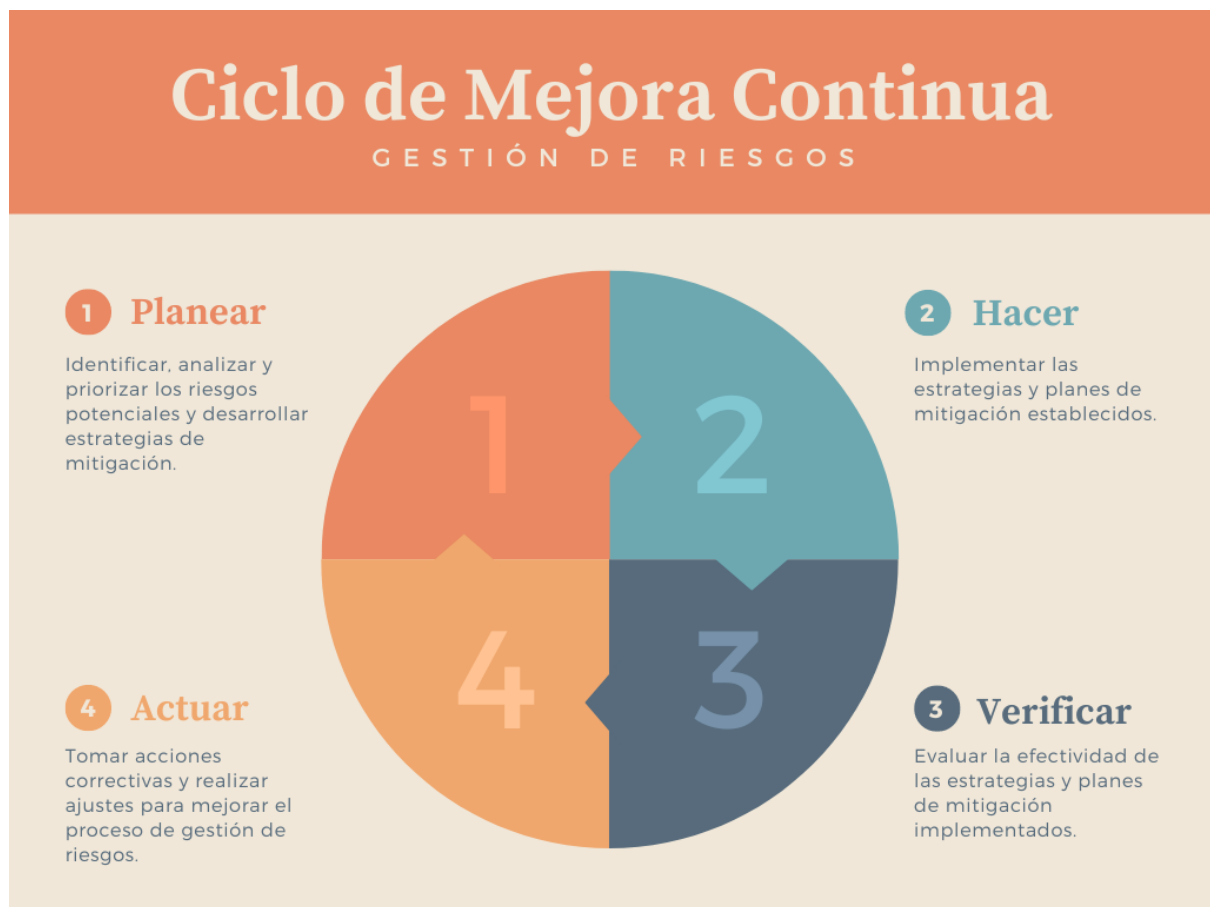 Ciclo de Mejora Continua
GESTIÓN DE RIESGOS
1 Planear
Identificar, analizar y
priorizar los riesgos
potenciales y desarrollar
estrategias de
mitigación.
2 Hacer
Implementar las
estrategias y planes de
mitigación establecidos.
1
2
4
3
4 Actuar
Tomar acciones
correctivas y realizar
ajustes para mejorar el
proceso de gestión de
riesgos.
3 Verificar
Evaluar la efectividad de
las estrategias y planes
de mitigación
implementados.